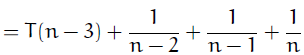 = T(n − 3) + 1/(n − 2) + 1/(n − 1) + 1/n